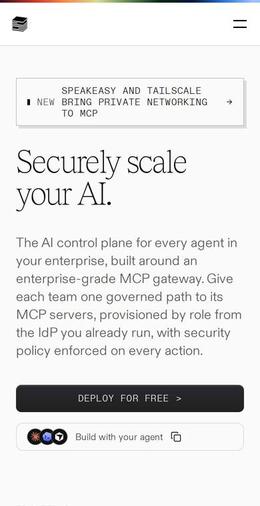 SPEAKEASY AND TAILSCALE
NEW BRING PRIVATE NETWORKING →
TO MCP
Securely scale
your AI.
The AI control plane for every agent in
your enterprise, built around an
enterprise-grade MCP gateway. Give
each team one governed path to its
MCP servers, provisioned by role from
the IdP you already run, with security
policy enforced on every action.
DEPLOY FOR FREE >
Build with your agent